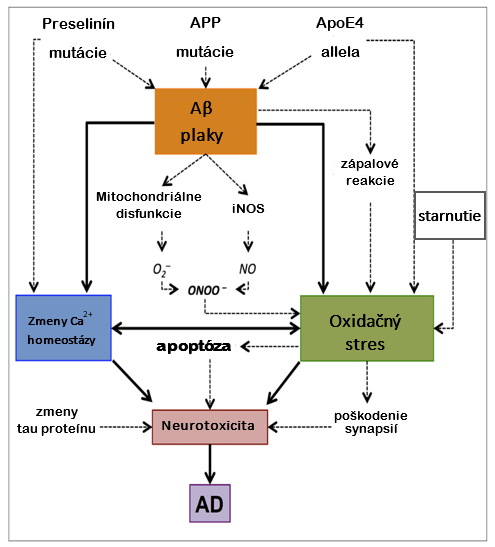 Preselinín
mutácie
APP
mutácie
ApoE4
allela
Aβ
plaky
zápalové
reakcie
Mitochondriálne
disfunkcie
iNOS
starnutie
O₂⁻
NO
ONOO⁻
Zmeny Ca²⁺
homeostázy
Oxidačný
stres
apoptóza
zmeny
tau proteínu
Neurotoxicita
poškodenie
synapsií
AD